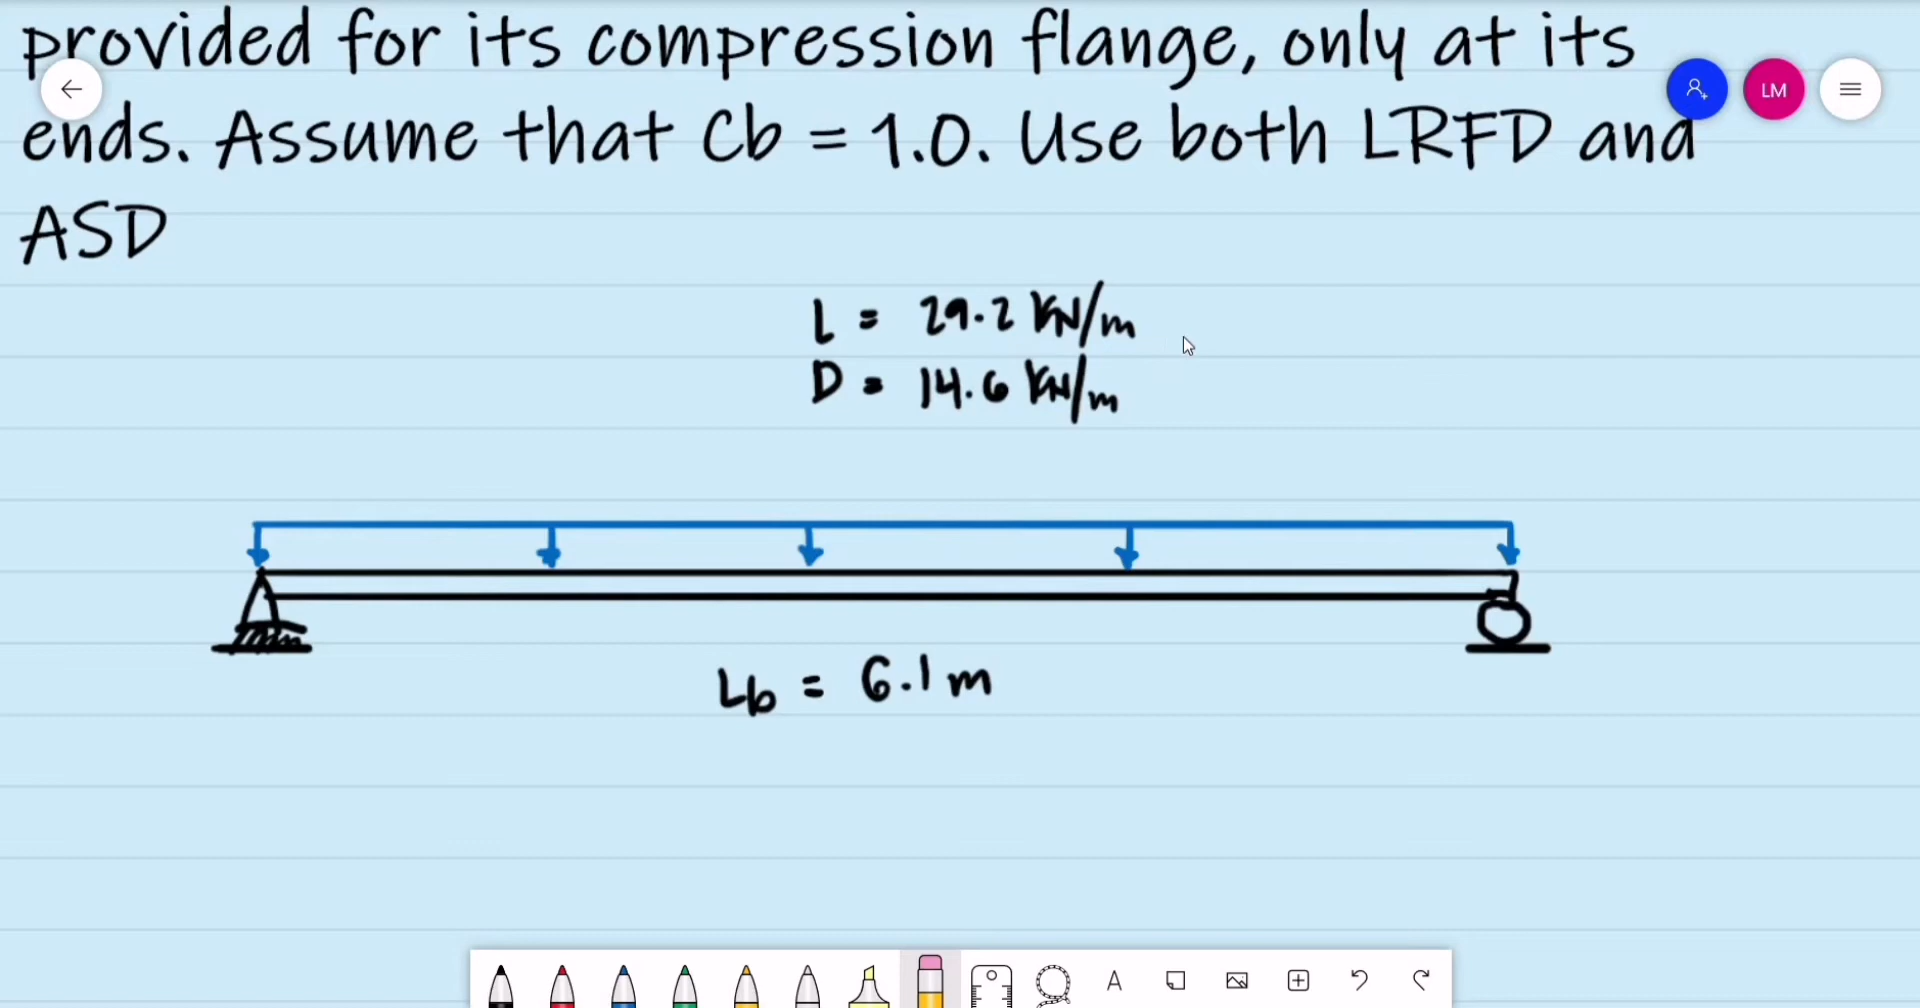 provided for its compression flange, only at its
ends. Assume that Cb = 1.0. Use both LRFD and
ASD
LM
L = 29.2 KN/m
D = 14.6 KN/m
Lb = 6.1 m
A